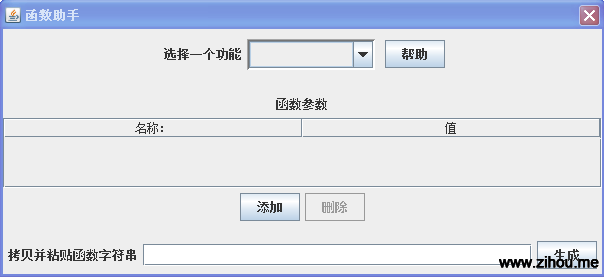 函数助手
选择一个功能 帮助
函数参数
名称: 值
添加 删除
拷贝并粘贴函数字符串 生成
www.zihou.me